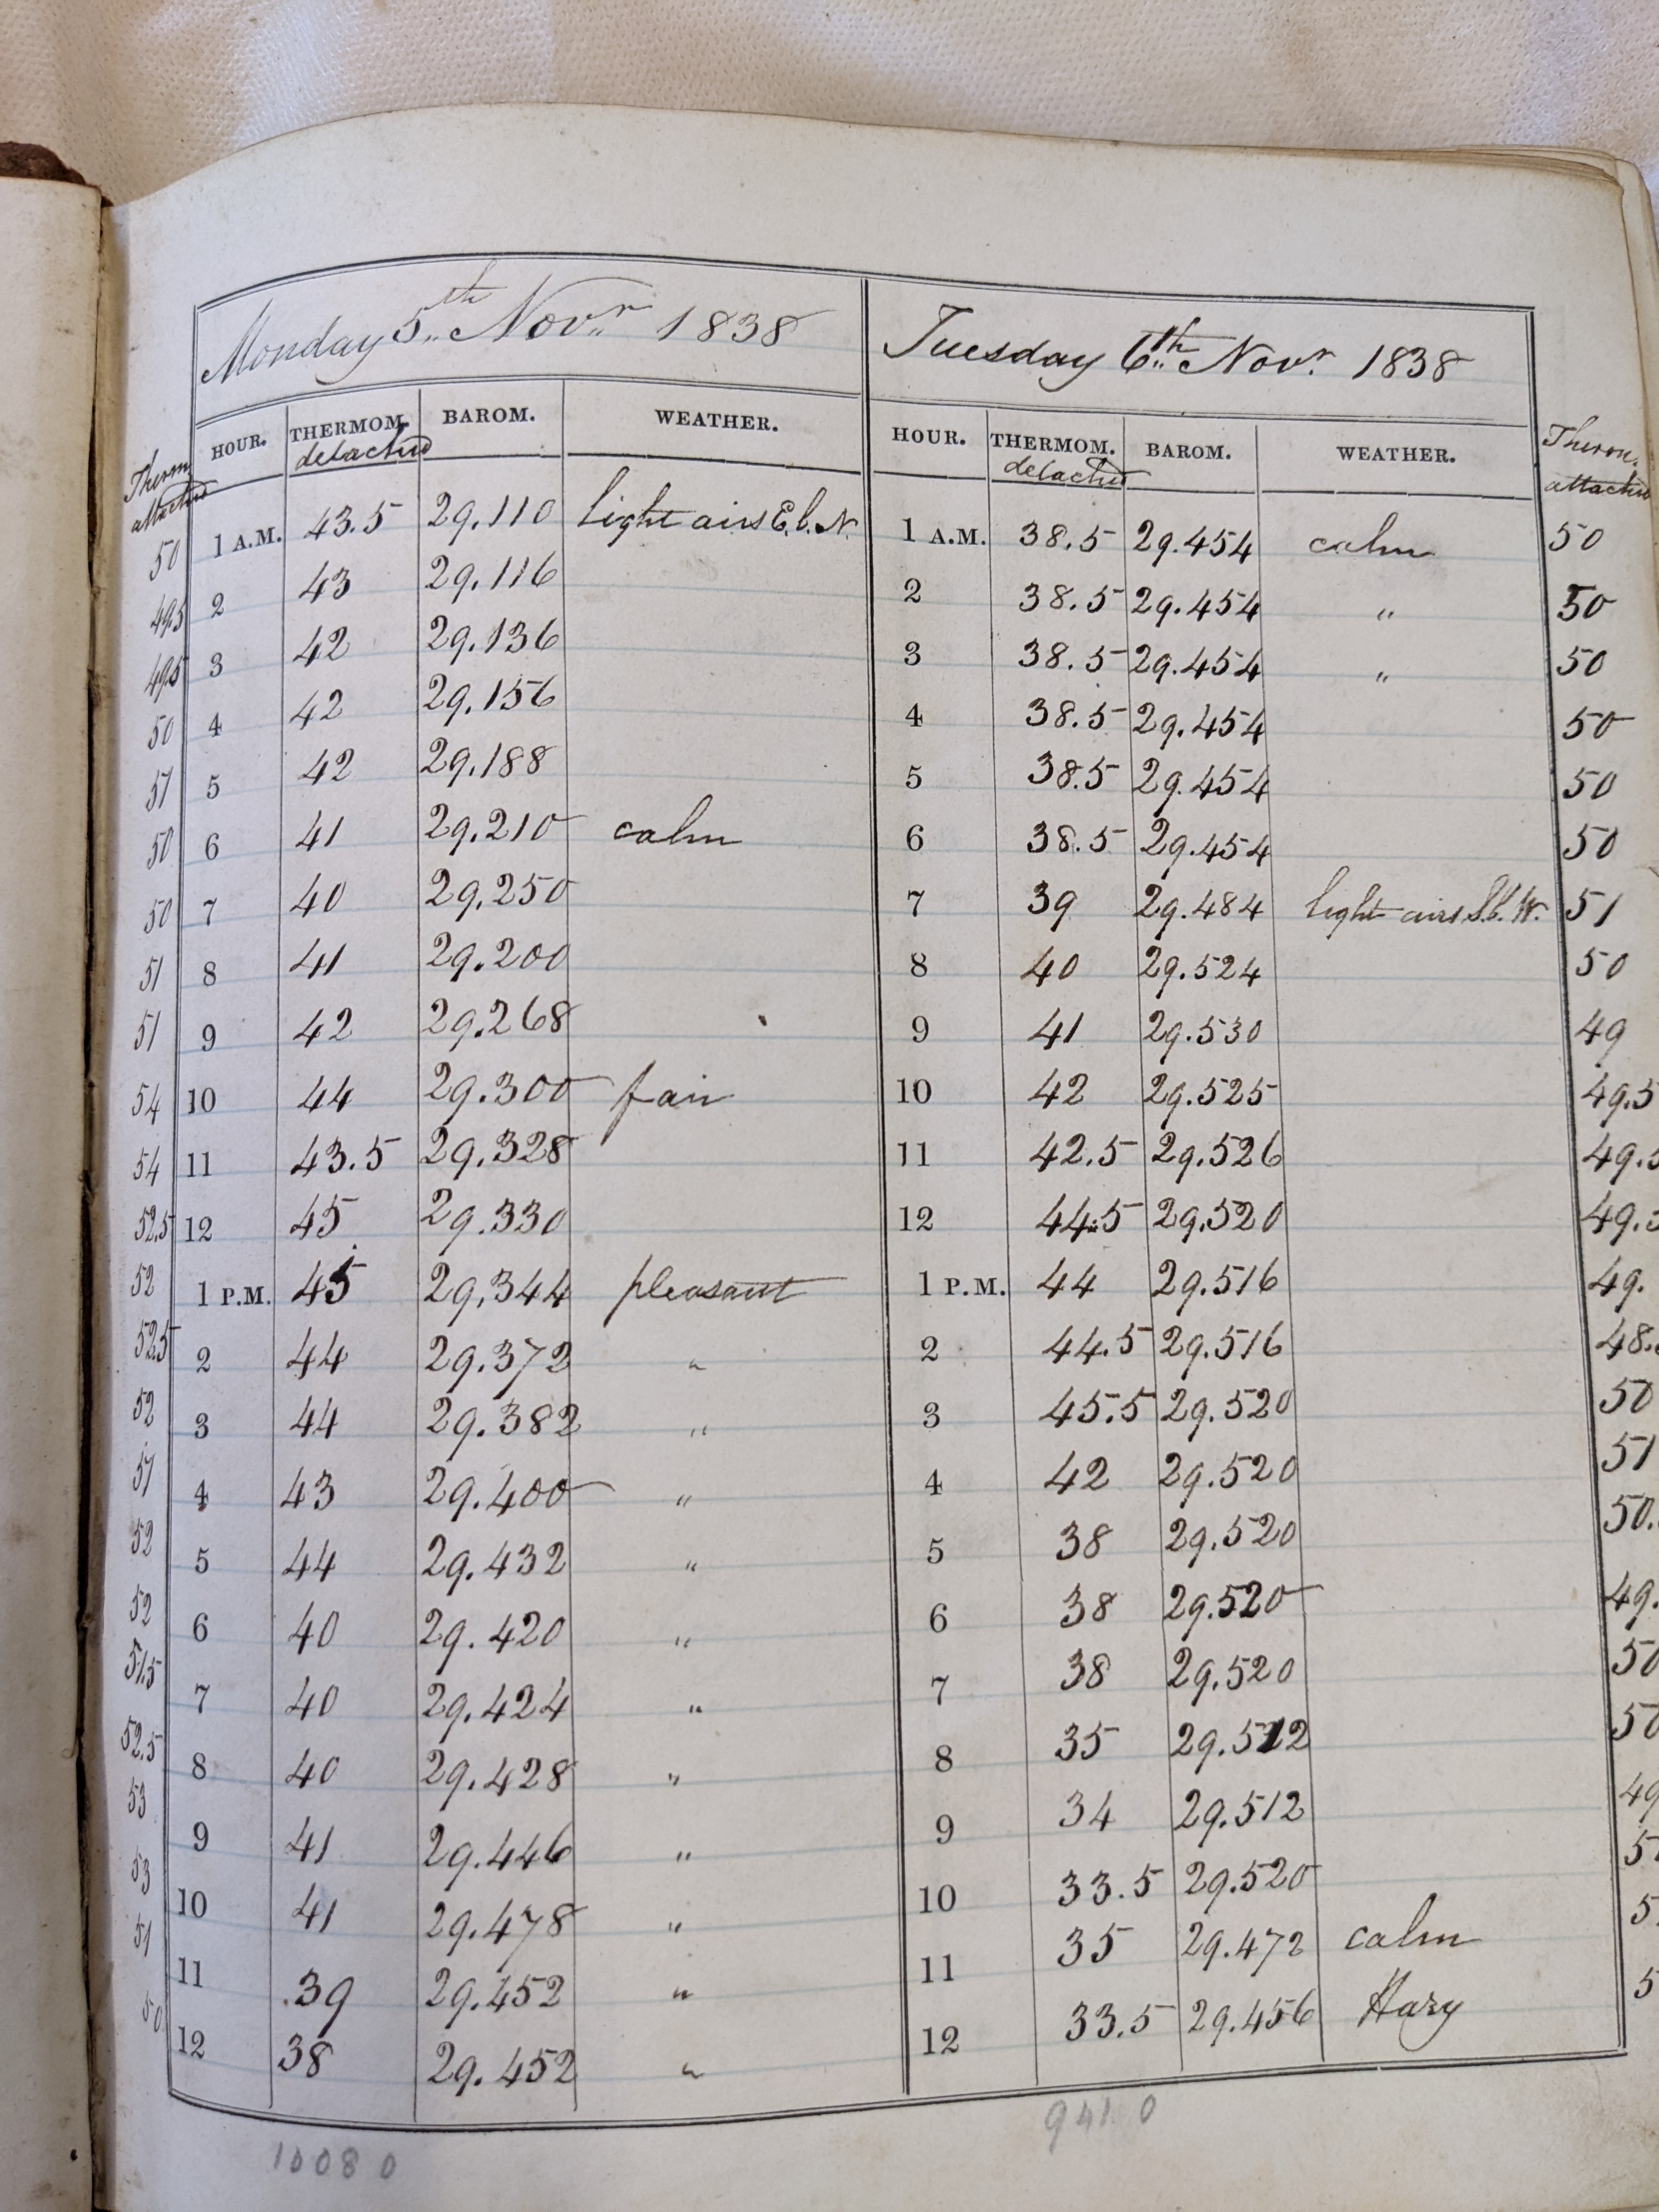 Monday 5th Novr 1838 Tuesday 6th Novr 1838
Therm attached HOUR. THERMOM. detached BAROM. WEATHER. HOUR. THERMOM. detached BAROM. WEATHER. Therm. attached
50 1 A.M. 43.5 29.110 light airs E.b.N. 1 A.M. 38.5 29.454 calm 50
49.5 2 43 29.116 2 38.5 29.454 " 50
49.5 3 42 29.136 3 38.5 29.454 " 50
50 4 42 29.156 4 38.5 29.454 50
51 5 42 29.188 5 38.5 29.454 50
50 6 41 29.210 calm 6 38.5 29.454 50
50 7 40 29.250 7 39 29.484 light airs S.b.W. 51
51 8 41 29.200 8 40 29.524 50
51 9 42 29.268 9 41 29.530 49
54 10 44 29.300 fair 10 42 29.525 49.5
54 11 43.5 29.328 11 42.5 29.526 49.5
52.5 12 45 29.330 12 44.5 29.520 49.
52 1 P.M. 45 29.344 pleasant 1 P.M. 44 29.516 49.
52.5 2 44 29.372 " 2 44.5 29.516 48.
52 3 44 29.382 " 3 45.5 29.520 50
51 4 43 29.400 " 4 42 29.520 51
52 5 44 29.432 " 5 38 29.520 50.
52 6 40 29.420 " 6 38 29.520 49.
51.5 7 40 29.424 " 7 38 29.520 50
52.5 8 40 29.428 " 8 35 29.512 50
53 9 41 29.446 " 9 34 29.512 49
53 10 41 29.478 " 10 33.5 29.520 5
51 11 39 29.452 " 11 35 29.472 calm 5
50 12 38 29.452 " 12 33.5 29.456 Hazy 5
1008 0 941 0